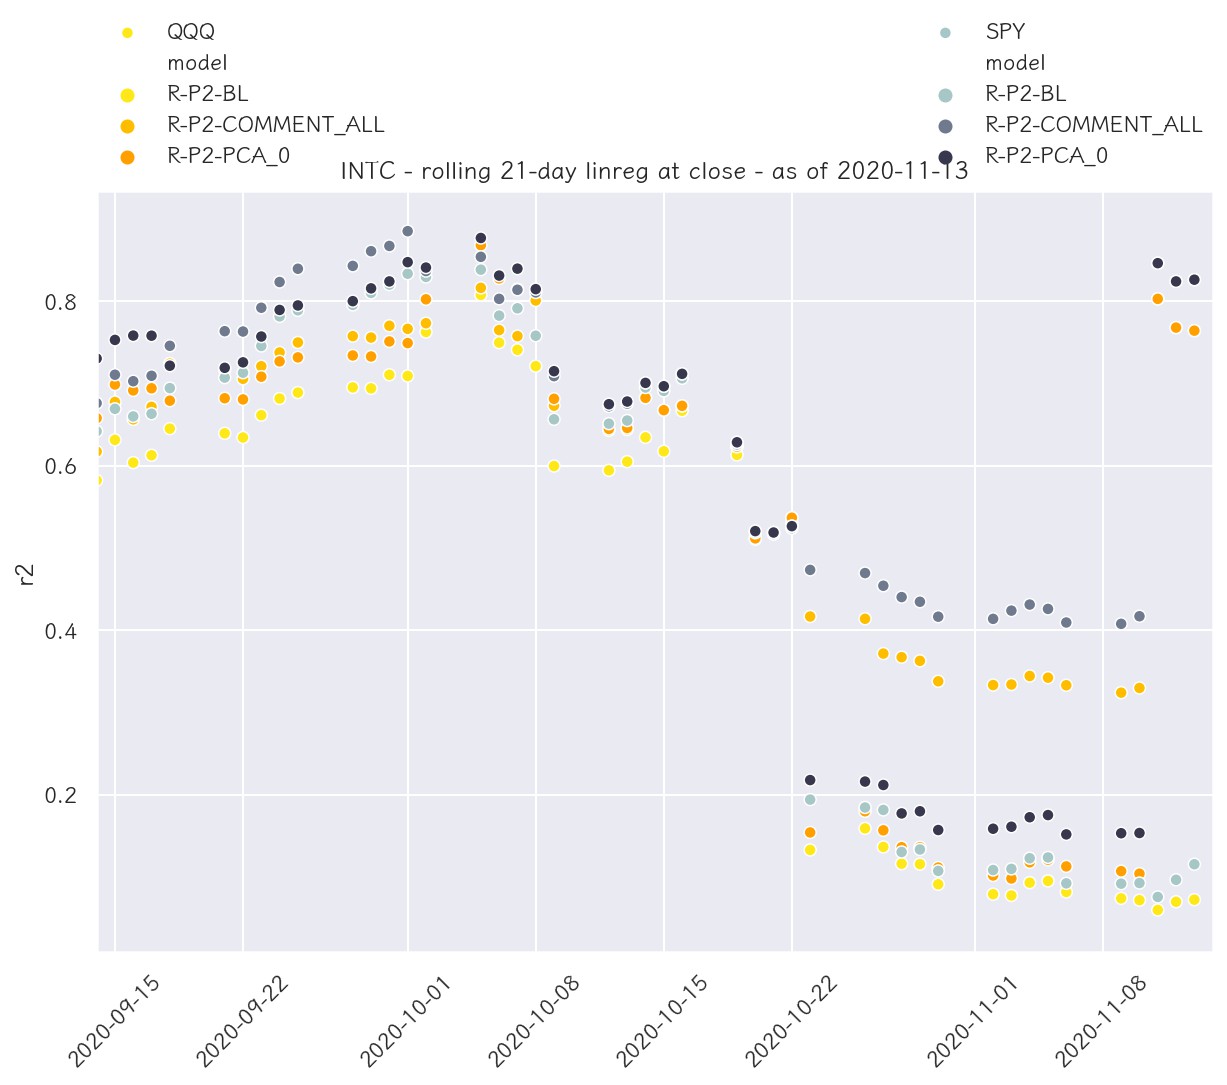 QQQ
model
R-P2-BL
R-P2-COMMENT_ALL
R-P2-PCA_0
SPY
model
R-P2-BL
R-P2-COMMENT_ALL
R-P2-PCA_0
INTC - rolling 21-day linreg at close - as of 2020-11-13
r2
0.8
0.6
0.4
0.2
2020-09-15
2020-09-22
2020-10-01
2020-10-08
2020-10-15
2020-10-22
2020-11-01
2020-11-08